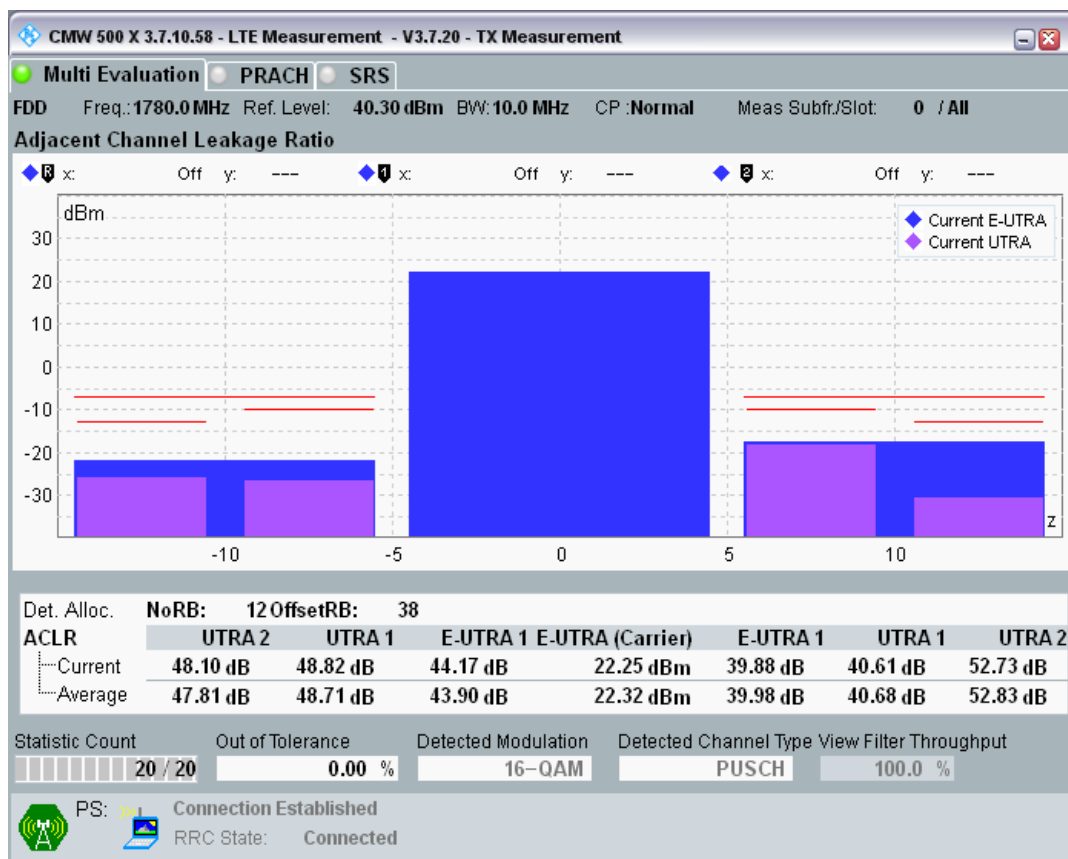 CMW 500 X 3.7.10.58 - LTE Measurement - V3.7.20 - TX Measurement
Multi Evaluation PRACH SRS
FDD Freq.: 1780.0 MHz Ref. Level: 40.30 dBm BW: 10.0 MHz CP : Normal Meas Subfr./Slot: 0 / All
Adjacent Channel Leakage Ratio
R x: Off y: --- 1 x: Off y: --- 2 x: Off y: ---
dBm
Current E-UTRA
Current UTRA
30
20
10
0
-10
-20
-30
z
-10 -5 0 5 10
Det. Alloc. NoRB: 12 OffsetRB: 38
ACLR UTRA 2 UTRA 1 E-UTRA 1 E-UTRA (Carrier) E-UTRA 1 UTRA 1 UTRA 2
Current 48.10 dB 48.82 dB 44.17 dB 22.25 dBm 39.88 dB 40.61 dB 52.73 dB
Average 47.81 dB 48.71 dB 43.90 dB 22.32 dBm 39.98 dB 40.68 dB 52.83 dB
Statistic Count Out of Tolerance Detected Modulation Detected Channel Type View Filter Throughput
20 / 20 0.00 % 16-QAM PUSCH 100.0 %
PS: Connection Established
RRC State: Connected